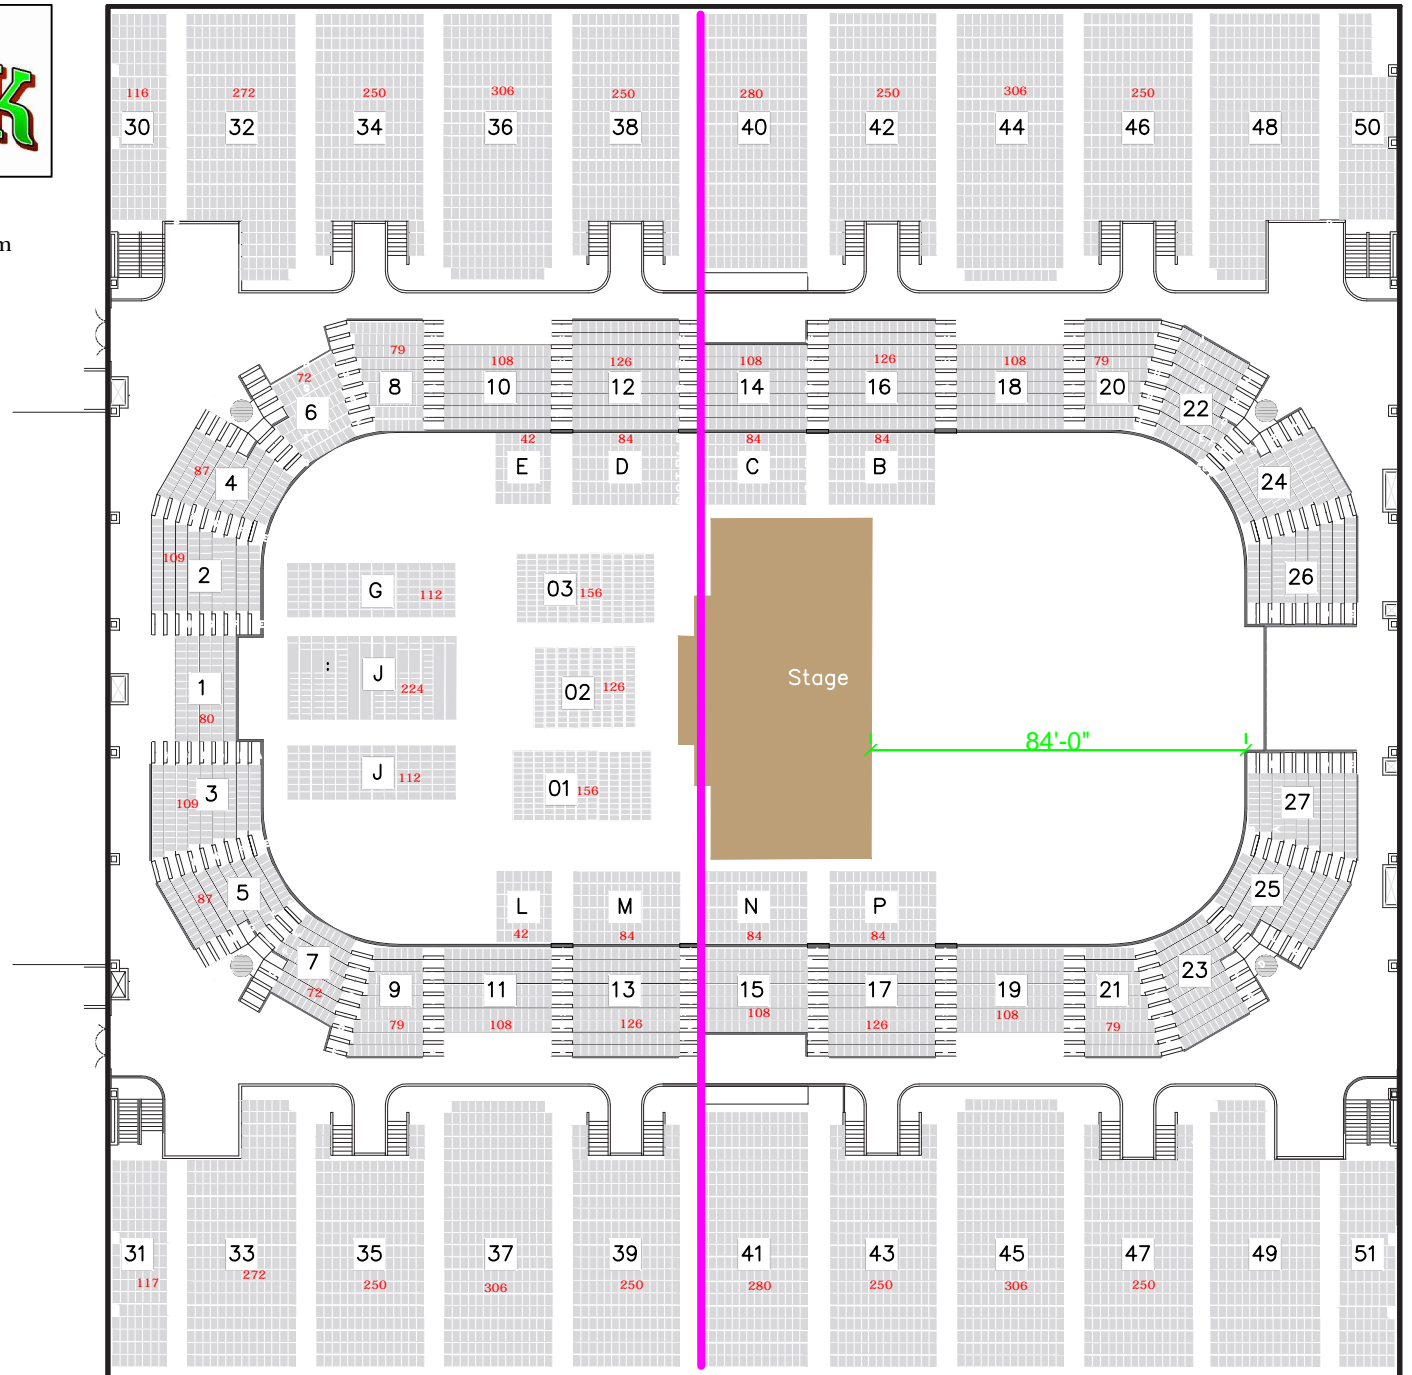 K
m
116 272 250 306 250 280 250 306 250
30 32 34 36 38 40 42 44 46 48 50
79 108 126 108 126 108 79
72 8 10 12 14 16 18 20
6 22
42 84 84 84
87 E D C B
4 24
109
2 26
G 112 03 156
J 224 02 126 Stage
1
80
84'-0"
J 112 01 156
3 27
109
5 25
87
L M N P
42 84 84 84
7 23
72 9 11 13 15 17 19 21
79 108 126 108 126 108 79
31 33 35 37 39 41 43 45 47 49 51
117 272 250 306 250 280 250 306 250